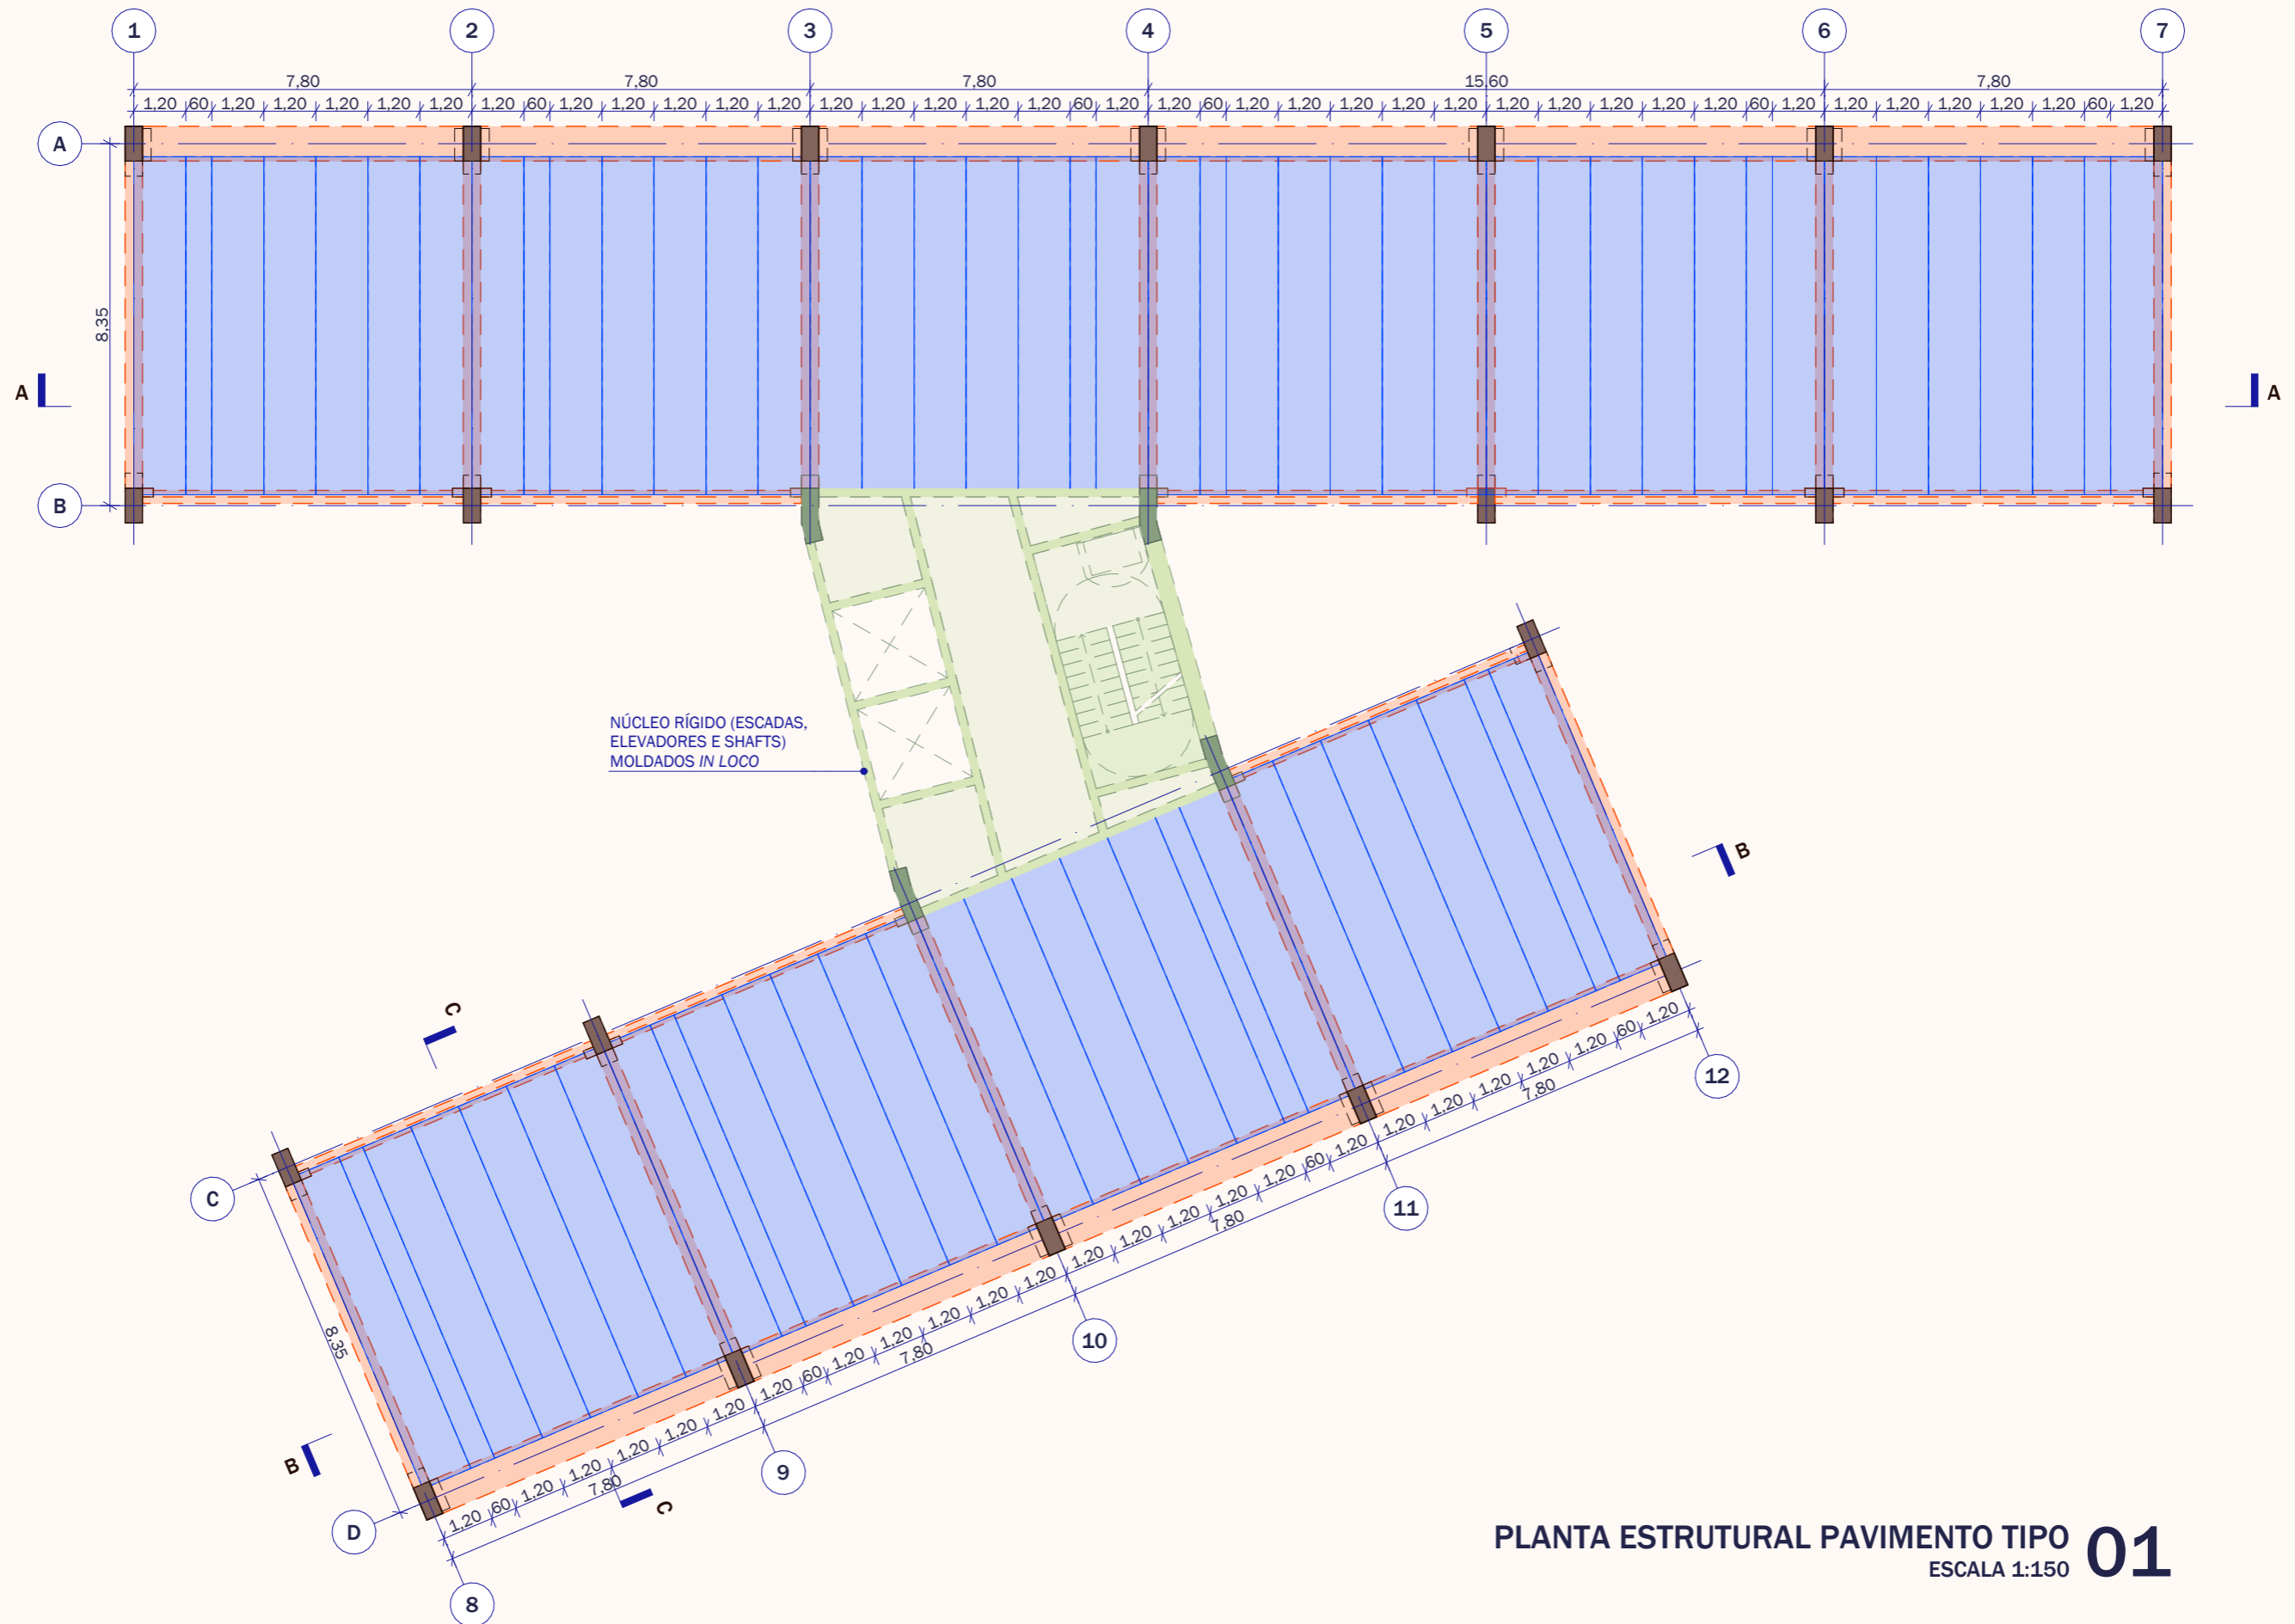 1 2 3 4 5 6 7
7,80 7,80 7,80 15,60 7,80
1,20 60 1,20 1,20 1,20 1,20 1,20 1,20 60 1,20 1,20 1,20 1,20 1,20 1,20 1,20 1,20 1,20 1,20 60 1,20 1,20 60 1,20 1,20 1,20 1,20 1,20 1,20 1,20 1,20 1,20 1,20 60 1,20 1,20 1,20 1,20 1,20 1,20 60 1,20
A
8,35
A A
B
NÚCLEO RÍGIDO (ESCADAS,
ELEVADORES E SHAFTS)
MOLDADOS IN LOCO
B
C
C
8,35
B
D
C
1,20 60 1,20 1,20 1,20 1,20 1,20 1,20 60 1,20 1,20 1,20 1,20 1,20 1,20 1,20 1,20 1,20 1,20 60 1,20 1,20 1,20 1,20 1,20 1,20 60 1,20
7,80 7,80 7,80 7,80
8 9 10 11 12
PLANTA ESTRUTURAL PAVIMENTO TIPO
ESCALA 1:150
01